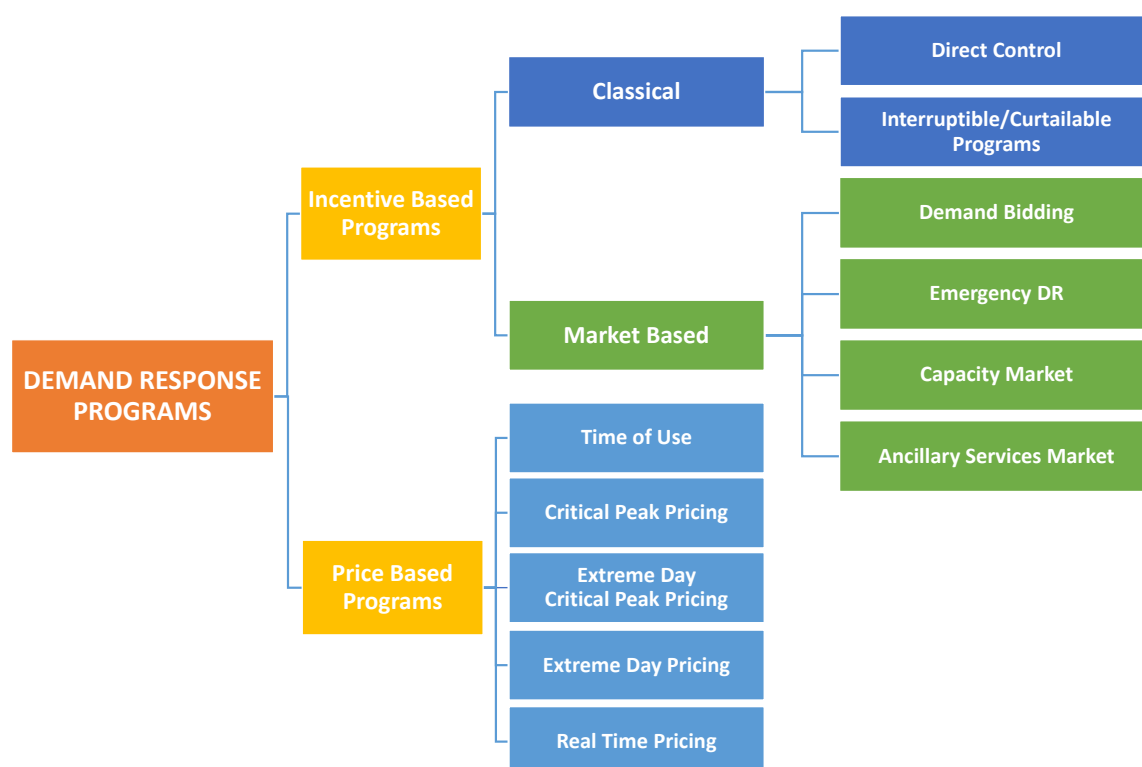 DEMAND RESPONSE
PROGRAMS
Incentive Based
Programs
Classical
Direct Control
Interruptible/Curtailable
Programs
Market Based
Demand Bidding
Emergency DR
Capacity Market
Ancillary Services Market
Price Based
Programs
Time of Use
Critical Peak Pricing
Extreme Day
Critical Peak Pricing
Extreme Day Pricing
Real Time Pricing